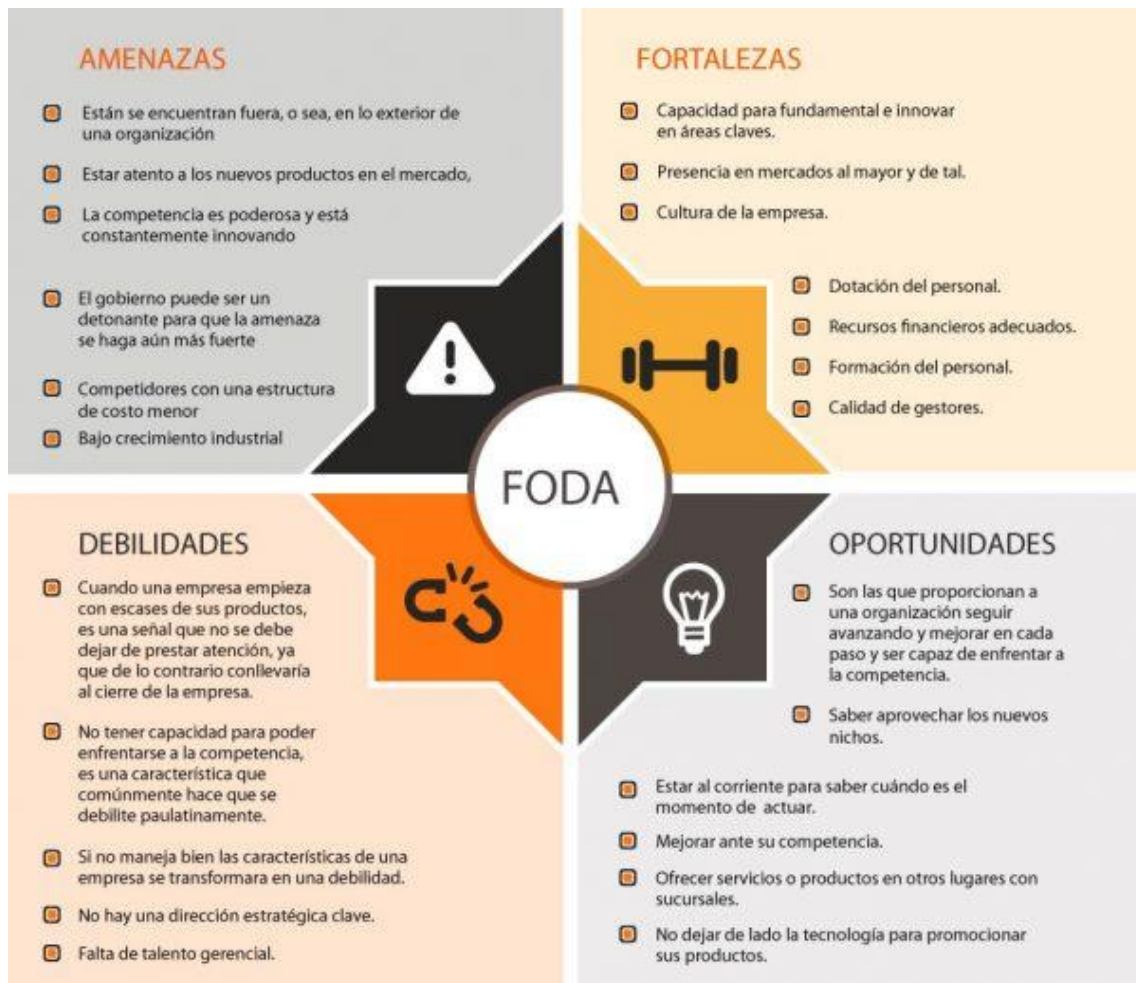 AMENAZAS
Están se encuentran fuera, o sea, en lo exterior de
una organización
Estar atento a los nuevos productos en el mercado,
La competencia es poderosa y está
constantemente innovando
El gobierno puede ser un
detonante para que la amenaza
se haga aún más fuerte
Competidores con una estructura
de costo menor
Bajo crecimiento industrial
FORTALEZAS
Capacidad para fundamental e innovar
en áreas claves.
Presencia en mercados al mayor y de tal.
Cultura de la empresa.
Dotación del personal.
Recursos financieros adecuados.
Formación del personal.
Calidad de gestores.
FODA
DEBILIDADES
Cuando una empresa empieza
con escases de sus productos,
es una señal que no se debe
dejar de prestar atención, ya
que de lo contrario conllevaría
al cierre de la empresa.
No tener capacidad para poder
enfrentarse a la competencia,
es una característica que
comúnmente hace que se
debilite paulatinamente.
Si no maneja bien las características de una
empresa se transformara en una debilidad.
No hay una dirección estratégica clave.
Falta de talento gerencial.
OPORTUNIDADES
Son las que proporcionan a
una organización seguir
avanzando y mejorar en cada
paso y ser capaz de enfrentar a
la competencia.
Saber aprovechar los nuevos
nichos.
Estar al corriente para saber cuándo es el
momento de actuar.
Mejorar ante su competencia.
Ofrecer servicios o productos en otros lugares con
sucursales.
No dejar de lado la tecnología para promocionar
sus productos.